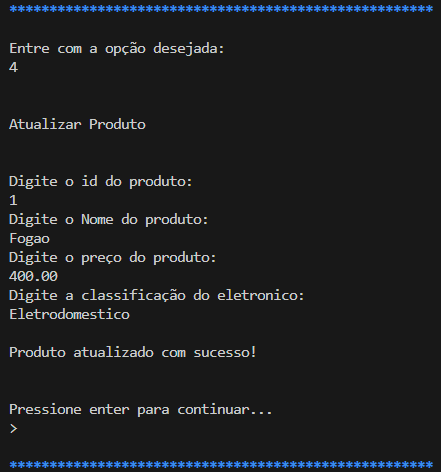 *****************************************************
Entre com a opção desejada:
4
Atualizar Produto
Digite o id do produto:
1
Digite o Nome do produto:
Fogao
Digite o preço do produto:
400.00
Digite a classificação do eletronico:
Eletrodomestico
Produto atualizado com sucesso!
Pressione enter para continuar...
>
*****************************************************